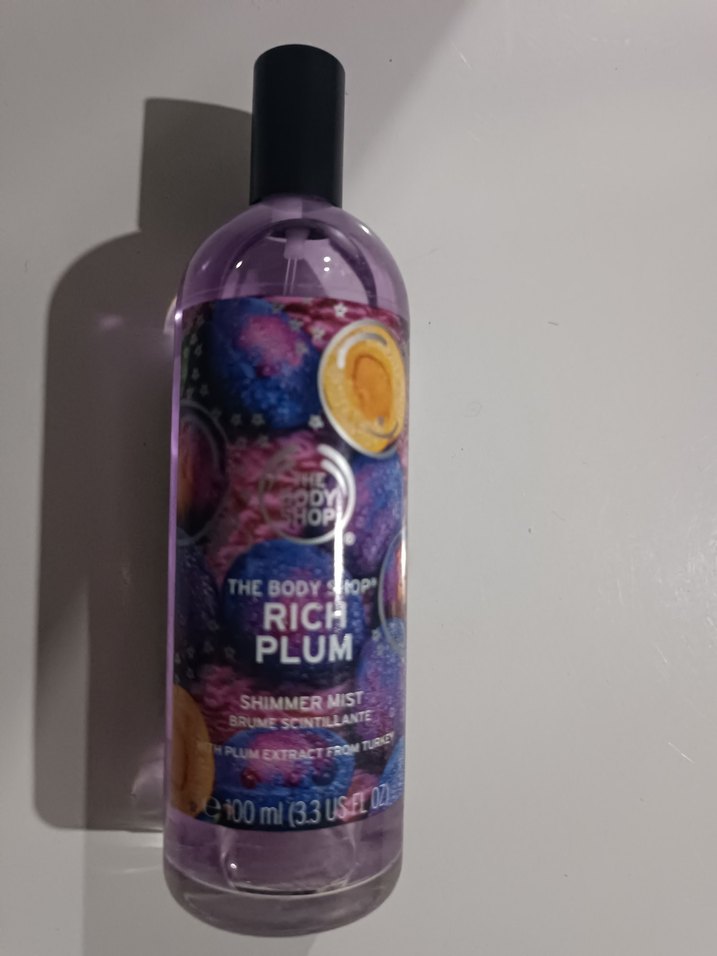 THE
BODY
SHOP
®
THE BODY SHOP®
RICH
PLUM
SHIMMER MIST
BRUME SCINTILLANTE
WITH PLUM EXTRACT FROM TURKEY
℮ 100 ml (3.3 US FL OZ)